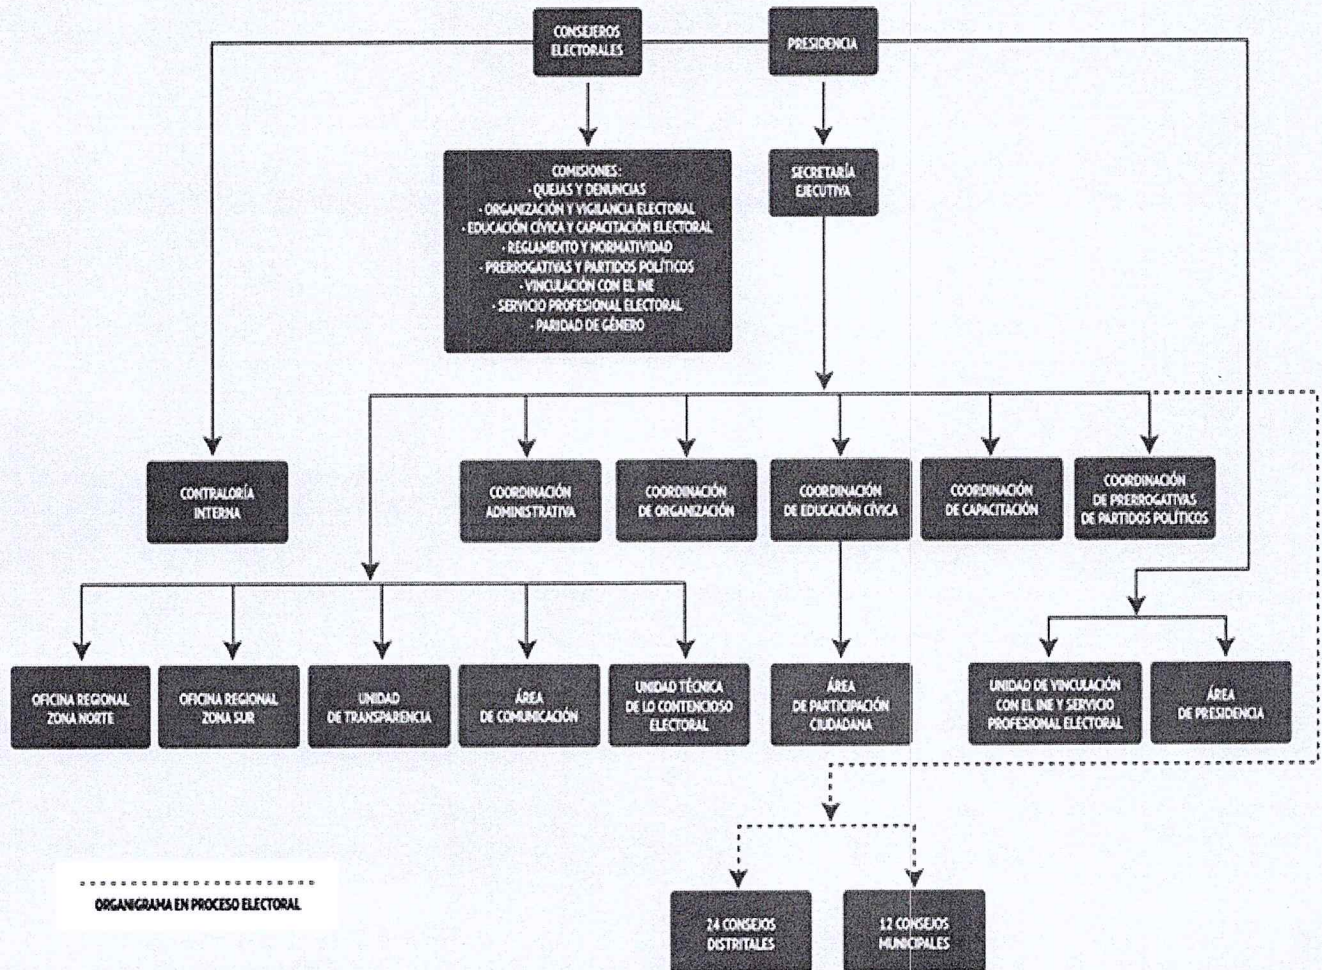 CONSEJEROS
ELECTORALES
PRESIDENCIA
COMISIONES:
- QUEJAS Y DENUNCIAS
- ORGANIZACIÓN Y VIGILANCIA ELECTORAL
- EDUCACIÓN CÍVICA Y CAPACITACIÓN ELECTORAL
- REGLAMENTO Y NORMATIVIDAD
- PRERROGATIVAS Y PARTIDOS POLÍTICOS
- VINCULACIÓN CON EL INE
- SERVICIO PROFESIONAL ELECTORAL
- PARIDAD DE GÉNERO
SECRETARÍA
EJECUTIVA
CONTRALORÍA
INTERNA
COORDINACIÓN
ADMINISTRATIVA
COORDINACIÓN
DE ORGANIZACIÓN
COORDINACIÓN
DE EDUCACIÓN CÍVICA
COORDINACIÓN
DE CAPACITACIÓN
COORDINACIÓN
DE PRERROGATIVAS
DE PARTIDOS POLÍTICOS
OFICINA REGIONAL
ZONA NORTE
OFICINA REGIONAL
ZONA SUR
UNIDAD
DE TRANSPARENCIA
ÁREA
DE COMUNICACIÓN
UNIDAD TÉCNICA
DE LO CONTENCIOSO
ELECTORAL
ÁREA
DE PARTICIPACIÓN
CIUDADANA
UNIDAD DE VINCULACIÓN
CON EL INE Y SERVICIO
PROFESIONAL ELECTORAL
ÁREA
DE PRESIDENCIA
ORGANIGRAMA EN PROCESO ELECTORAL
24 CONSEJOS
DISTRITALES
12 CONSEJOS
MUNICIPALES